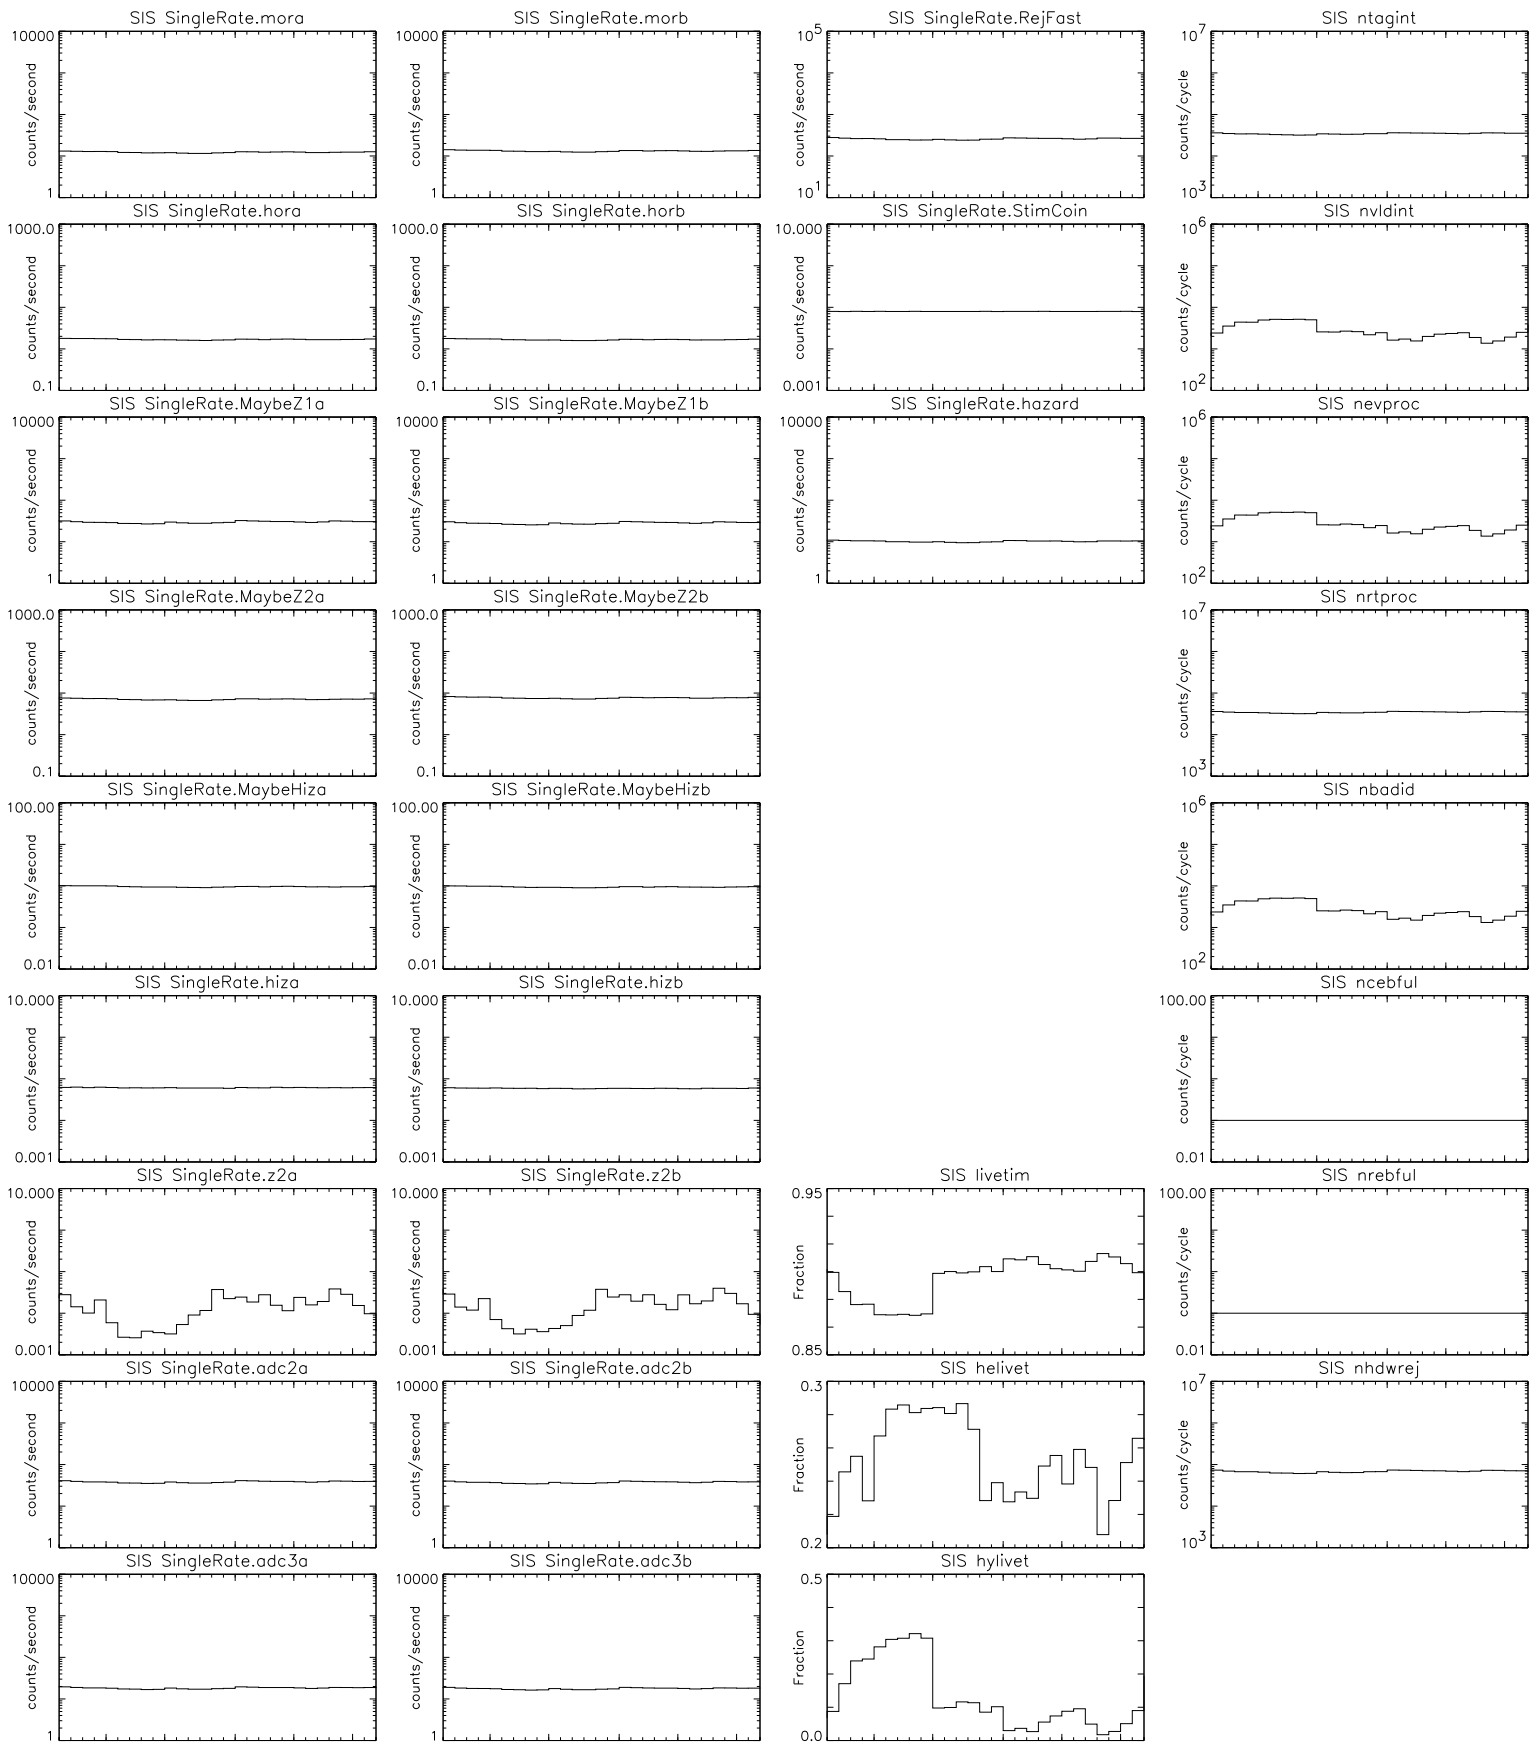 SIS SingleRate.mora SIS SingleRate.morb SIS SingleRate.RejFast SIS ntagint
10000 10000 10^5 10^7
counts/second counts/second counts/second counts/cycle
1 1 10^1 10^3
SIS SingleRate.hora SIS SingleRate.horb SIS SingleRate.StimCoin SIS nvldint
1000.0 1000.0 10.000 10^6
counts/second counts/second counts/second counts/cycle
0.1 0.1 0.001 10^2
SIS SingleRate.MaybeZ1a SIS SingleRate.MaybeZ1b SIS SingleRate.hazard SIS nevproc
10000 10000 10000 10^6
counts/second counts/second counts/second counts/cycle
1 1 1 10^2
SIS SingleRate.MaybeZ2a SIS SingleRate.MaybeZ2b SIS nrtproc
1000.0 1000.0 10^7
counts/second counts/second counts/cycle
0.1 0.1 10^3
SIS SingleRate.MaybeHiza SIS SingleRate.MaybeHizb SIS nbadid
100.00 100.00 10^6
counts/second counts/second counts/cycle
0.01 0.01 10^2
SIS SingleRate.hiza SIS SingleRate.hizb SIS ncebful
10.000 10.000 100.00
counts/second counts/second counts/cycle
0.001 0.001 0.01
SIS SingleRate.z2a SIS SingleRate.z2b SIS livetim SIS nrebful
10.000 10.000 0.95 100.00
counts/second counts/second Fraction counts/cycle
0.001 0.001 0.85 0.01
SIS SingleRate.adc2a SIS SingleRate.adc2b SIS helivet SIS nhdwrej
10000 10000 0.3 10^7
counts/second counts/second Fraction counts/cycle
1 1 0.2 10^3
SIS SingleRate.adc3a SIS SingleRate.adc3b SIS hylivet
10000 10000 0.5
counts/second counts/second Fraction
1 1 0.0